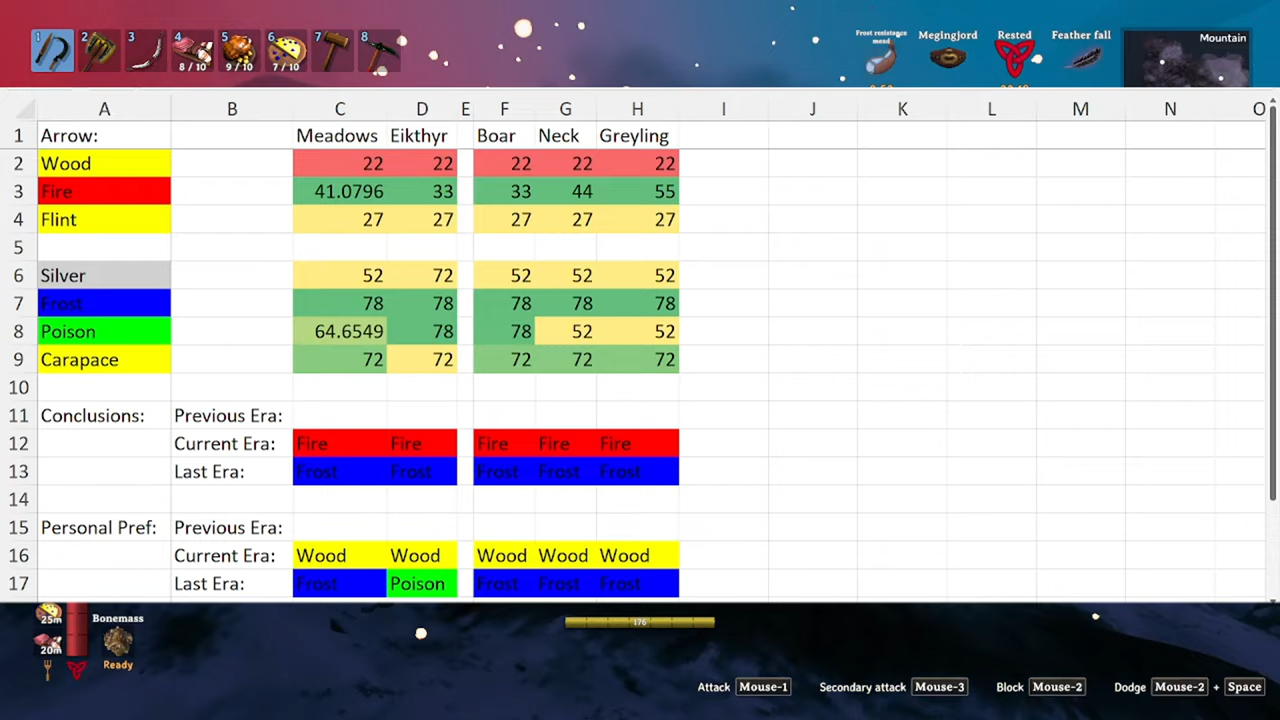 1 2 3 4 5 6 7 8
8 / 10 9 / 10 7 / 10
Frost resistance mead
Megingjord
Rested
Feather fall
Mountain
A B C D E F G H I J K L M N O
1 Arrow: Meadows Eikthyr Boar Neck Greyling
2 Wood 22 22 22 22 22
3 Fire 41.0796 33 33 44 55
4 Flint 27 27 27 27 27
5
6 Silver 52 72 52 52 52
7 Frost 78 78 78 78 78
8 Poison 64.6549 78 78 52 52
9 Carapace 72 72 72 72 72
10
11 Conclusions: Previous Era:
12 Current Era: Fire Fire Fire Fire Fire
13 Last Era: Frost Frost Frost Frost Frost
14
15 Personal Pref: Previous Era:
16 Current Era: Wood Wood Wood Wood Wood
17 Last Era: Frost Poison Frost Frost Frost
25m
20m
Bonemass
Ready
176
Attack Mouse-1 Secondary attack Mouse-3 Block Mouse-2 Dodge Mouse-2 + Space